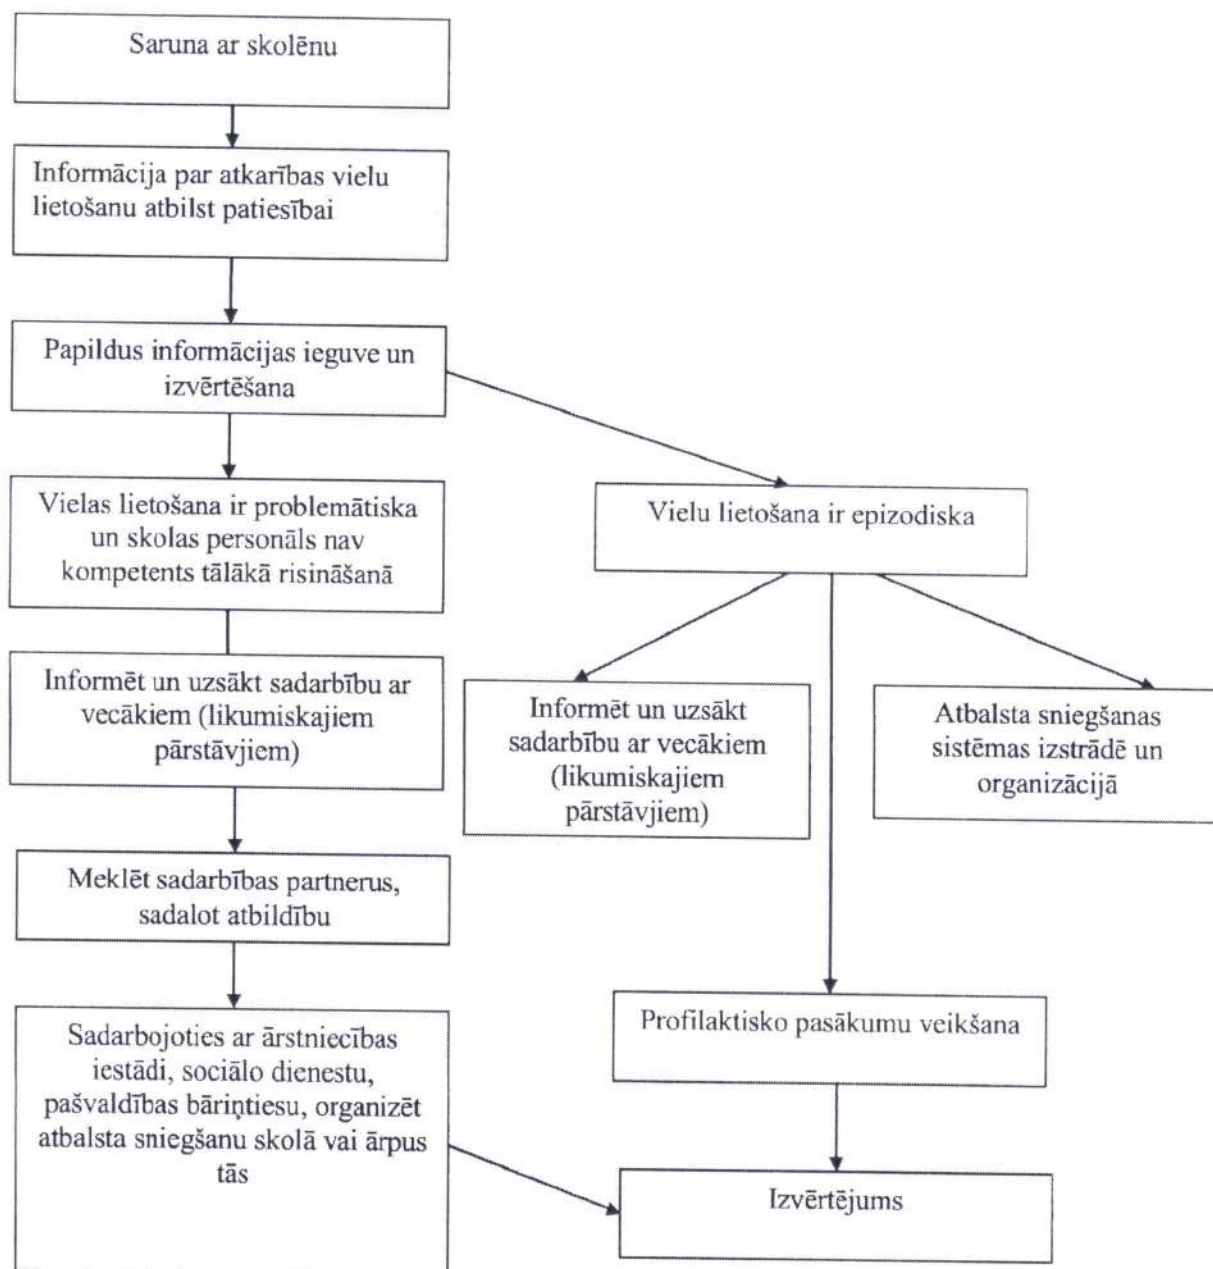 Saruna ar skolēnu
Informācija par atkarības vielu
lietošanu atbilst patiesībai
Papildus informācijas ieguve un
izvērtēšana
Vielas lietošana ir problemātiska
un skolas personāls nav
kompetents tālākā risināšanā
Vielu lietošana ir epizodiska
Informēt un uzsākt sadarbību ar
vecākiem (likumiskajiem
pārstāvjiem)
Informēt un uzsākt
sadarbību ar vecākiem
(likumiskajiem
pārstāvjiem)
Atbalsta sniegšanas
sistēmas izstrādē un
organizācijā
Meklēt sadarbības partnerus,
sadalot atbildību
Sadarbojoties ar ārstniecības
iestādi, sociālo dienestu,
pašvaldības bāriņtiesu, organizēt
atbalsta sniegšanu skolā vai ārpus
tās
Profilaktisko pasākumu veikšana
Izvērtējums